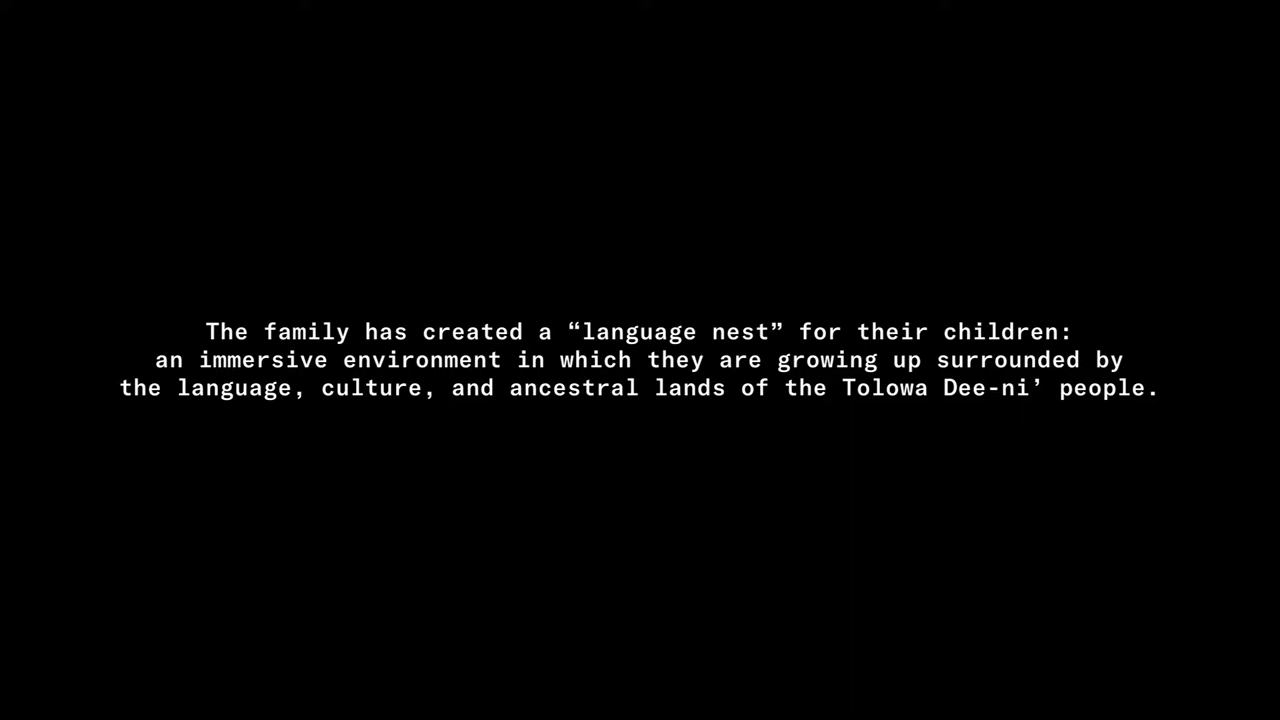 The family has created a “language nest” for their children:
an immersive environment in which they are growing up surrounded by
the language, culture, and ancestral lands of the Tolowa Dee-ni’ people.